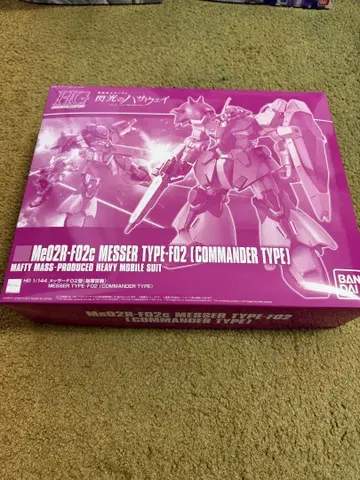 HG
閃光のハサウェイ
Me02R-F02c MESSER TYPE-F02 (COMMANDER TYPE)
MAFTY MASS-PRODUCED HEAVY MOBILE SUIT
HG 1/144 メッサーF02型(指揮官機)
MESSER TYPE-F02 (COMMANDER TYPE)
BAN
DAI
Me02R-F02c MESSER TYPE-F02
(COMMANDER TYPE)